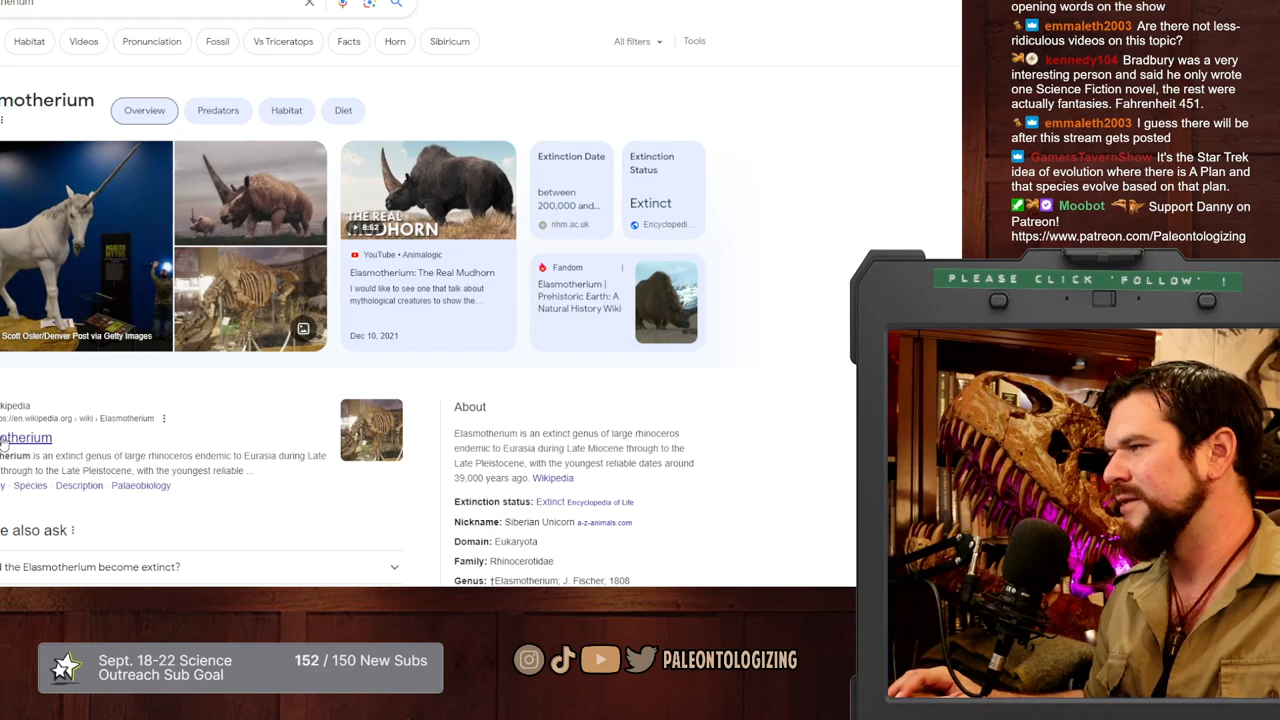 therium
Habitat
Videos
Pronunciation
Fossil
Vs Triceratops
Facts
Horn
Sibiricum
All filters
Tools
motherium
Overview
Predators
Habitat
Diet
Scott Osler/Denver Post via Getty Images
THE REAL
MUDHORN
8:52
YouTube • Animalogic
Elasmotherium: The Real Mudhorn
I would like to see one that talk about
mythological creatures to show the...
Dec 10, 2021
Extinction Date
between
200,000 and...
nhm.ac.uk
Extinction
Status
Extinct
Encyclopedi...
Fandom
Elasmotherium |
Prehistoric Earth: A
Natural History Wiki
kipedia
ps://en.wikipedia.org › wiki › Elasmotherium
otherium
therium is an extinct genus of large rhinoceros endemic to Eurasia during Late
through to the Late Pleistocene, with the youngest reliable ...
y · Species · Description · Palaeobiology
e also ask
d the Elasmotherium become extinct?
About
Elasmotherium is an extinct genus of large rhinoceros
endemic to Eurasia during Late Miocene through to the
Late Pleistocene, with the youngest reliable dates around
39,000 years ago. Wikipedia
Extinction status: Extinct Encyclopedia of Life
Nickname: Siberian Unicorn a-z-animals.com
Domain: Eukaryota
Family: Rhinocerotidae
Genus: †Elasmotherium; J. Fischer, 1808
opening words on the show
emmaleth2003 Are there not less-
ridiculous videos on this topic?
kennedy104 Bradbury was a very
interesting person and said he only wrote
one Science Fiction novel, the rest were
actually fantasies. Fahrenheit 451.
emmaleth2003 I guess there will be
after this stream gets posted
GamersTavernShow It's the Star Trek
idea of evolution where there is A Plan and
that species evolve based on that plan.
Moobot Support Danny on
Patreon!
https://www.patreon.com/Paleontologizing
PLEASE CLICK 'FOLLOW' !
Sept. 18-22 Science
Outreach Sub Goal
152 / 150 New Subs
PALEONTOLOGIZING